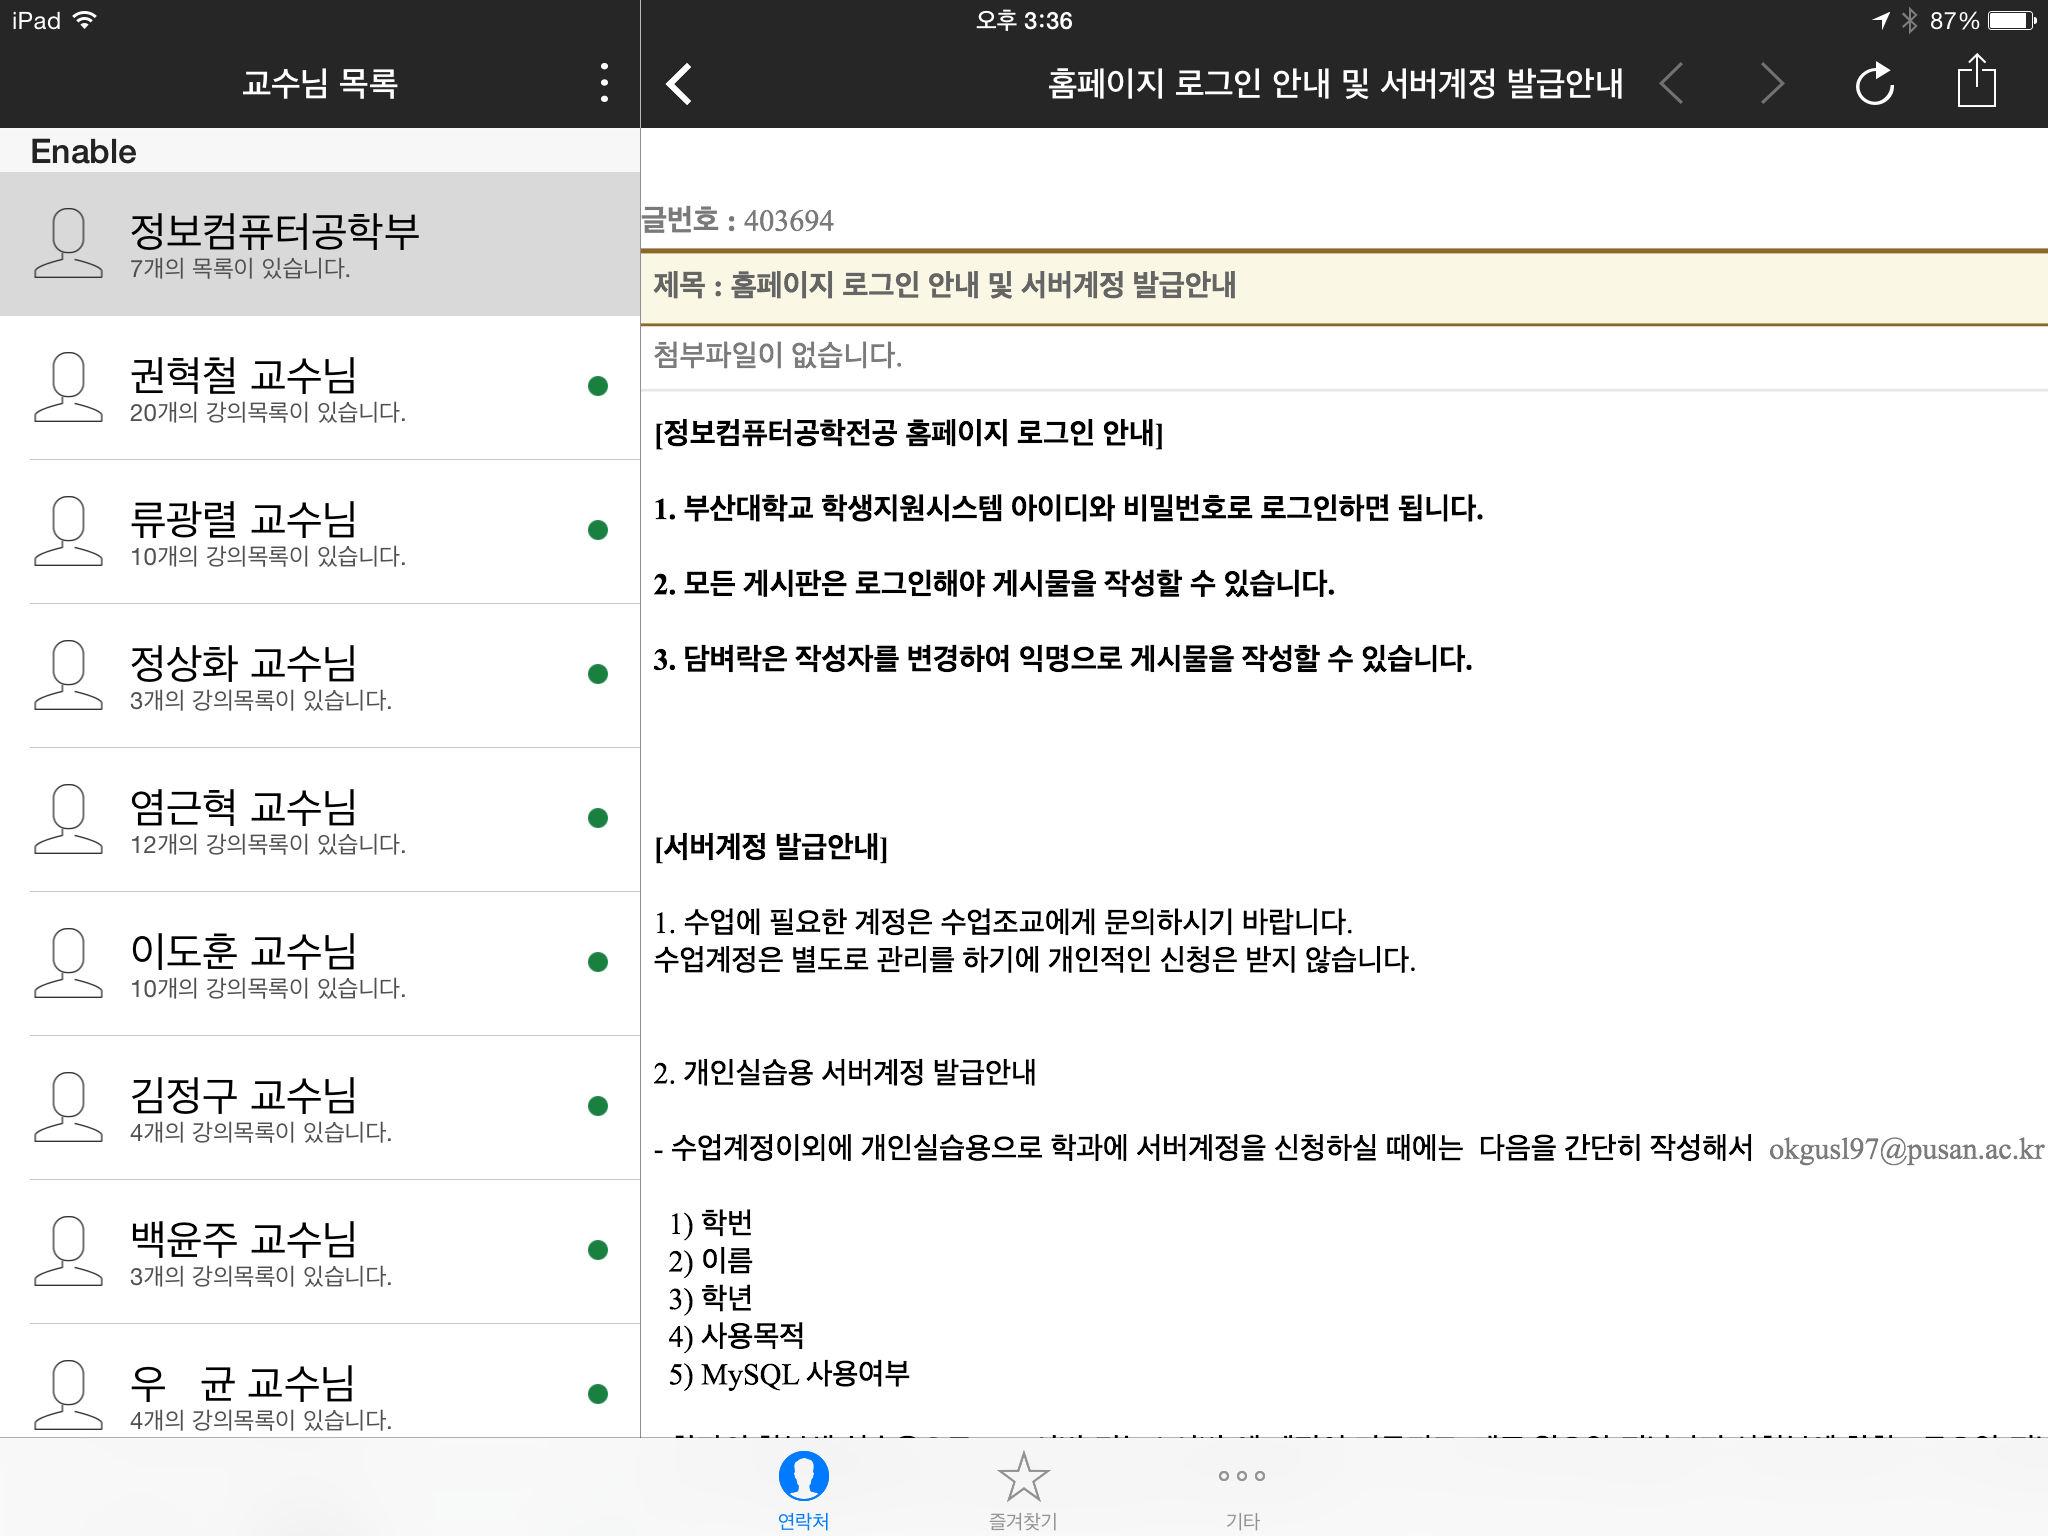 iPad
오후 3:36
87%
교수님 목록
홈페이지 로그인 안내 및 서버계정 발급안내
Enable
정보컴퓨터공학부
7개의 목록이 있습니다.
권혁철 교수님
20개의 강의목록이 있습니다.
류광렬 교수님
10개의 강의목록이 있습니다.
정상화 교수님
3개의 강의목록이 있습니다.
염근혁 교수님
12개의 강의목록이 있습니다.
이도훈 교수님
10개의 강의목록이 있습니다.
김정구 교수님
4개의 강의목록이 있습니다.
백윤주 교수님
3개의 강의목록이 있습니다.
우 균 교수님
4개의 강의목록이 있습니다.
글번호 : 403694
제목 : 홈페이지 로그인 안내 및 서버계정 발급안내
첨부파일이 없습니다.
[정보컴퓨터공학전공 홈페이지 로그인 안내]
1. 부산대학교 학생지원시스템 아이디와 비밀번호로 로그인하면 됩니다.
2. 모든 게시판은 로그인해야 게시물을 작성할 수 있습니다.
3. 담벼락은 작성자를 변경하여 익명으로 게시물을 작성할 수 있습니다.
[서버계정 발급안내]
1. 수업에 필요한 계정은 수업조교에게 문의하시기 바랍니다.
수업계정은 별도로 관리를 하기에 개인적인 신청은 받지 않습니다.
2. 개인실습용 서버계정 발급안내
- 수업계정이외에 개인실습용으로 학과에 서버계정을 신청하실 때에는 다음을 간단히 작성해서 okgusl97@pusan.ac.kr
1) 학번
2) 이름
3) 학년
4) 사용목적
5) MySQL 사용여부
연락처
즐겨찾기
기타